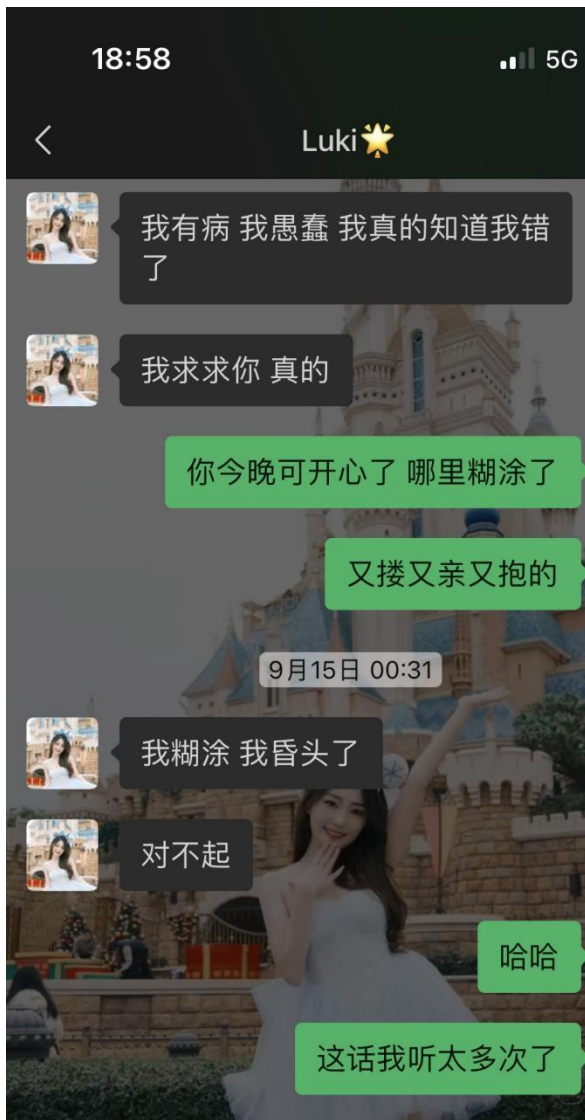 18:58
5G
Luki🌟
我有病 我愚蠢 我真的知道我错
了
我求求你 真的
你今晚可开心了 哪里糊涂了
又搂又亲又抱的
9月15日 00:31
我糊涂 我昏头了
对不起
哈哈
这话我听太多次了